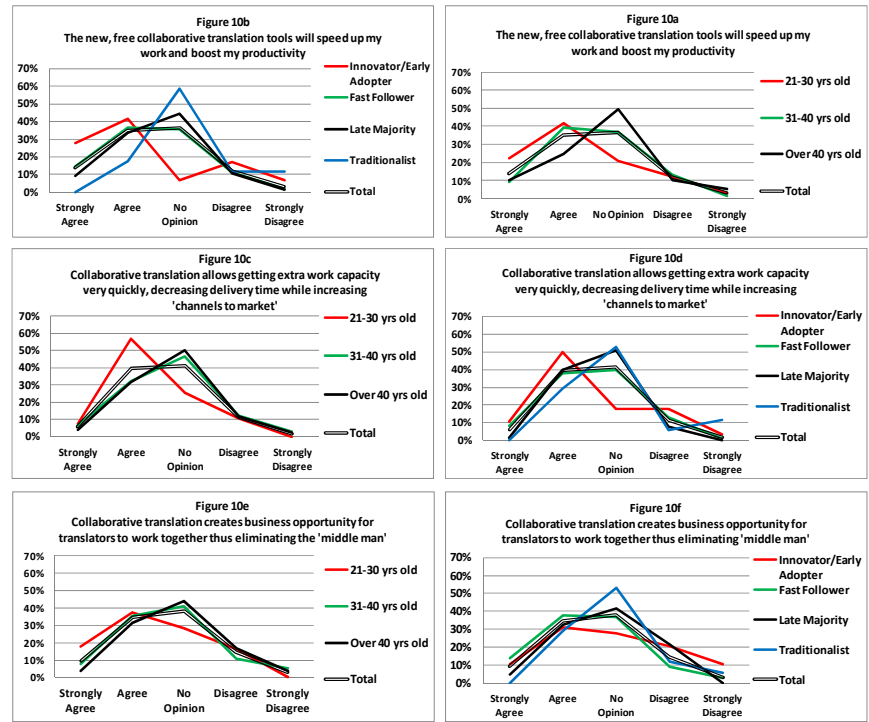 Figure 10b
The new, free collaborative translation tools will speed up my
work and boost my productivity
70%
60%
50%
40%
30%
20%
10%
0%
Strongly
Agree
Agree
No
Opinion
Disagree
Strongly
Disagree
Innovator/Early
Adopter
Fast Follower
Late Majority
Traditionalist
Total
Figure 10a
The new, free collaborative translation tools will speed up my
work and boost my productivity
70%
60%
50%
40%
30%
20%
10%
0%
Strongly
Agree
Agree
No Opinion
Disagree
Strongly
Disagree
21-30 yrs old
31-40 yrs old
Over 40 yrs old
Total
Figure 10c
Collaborative translation allows getting extra work capacity
very quickly, decreasing delivery time while increasing
'channels to market'
70%
60%
50%
40%
30%
20%
10%
0%
Strongly
Agree
Agree
No
Opinion
Disagree
Strongly
Disagree
21-30 yrs old
31-40 yrs old
Over 40 yrs old
Total
Figure 10d
Collaborative translation allows getting extra work capacity
very quickly, decreasing delivery time while increasing
'channels to market'
70%
60%
50%
40%
30%
20%
10%
0%
Strongly
Agree
Agree
No
Opinion
Disagree
Strongly
Disagree
Innovator/Early
Adopter
Fast Follower
Late Majority
Traditionalist
Total
Figure 10e
Collaborative translation creates business opportunity for
translators to work together thus eliminating the 'middle man'
70%
60%
50%
40%
30%
20%
10%
0%
Strongly
Agree
Agree
No
Opinion
Disagree
Strongly
Disagree
21-30 yrs old
31-40 yrs old
Over 40 yrs old
Total
Figure 10f
Collaborative translation creates business opportunity for
translators to work together thus eliminating 'middle man'
70%
60%
50%
40%
30%
20%
10%
0%
Strongly
Agree
Agree
No
Opinion
Disagree
Strongly
Disagree
Innovator/Early
Adopter
Fast Follower
Late Majority
Traditionalist
Total